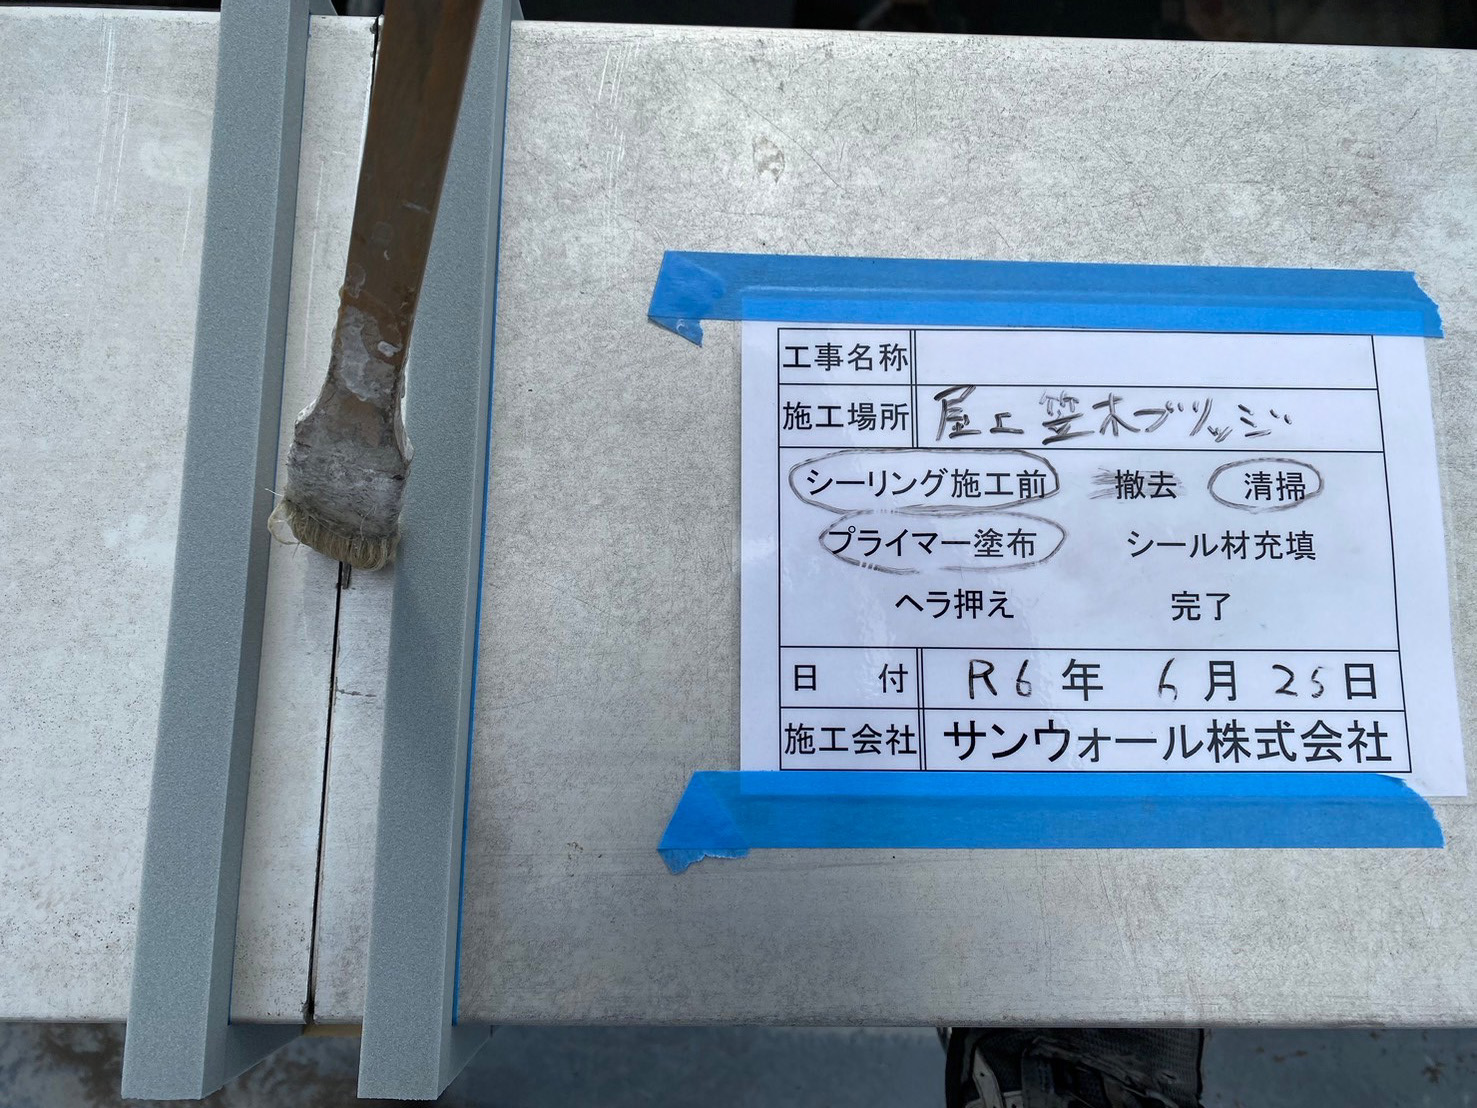 工事名称
施工場所 屋上笠木ブリッジ
シーリング施工前 撤去 清掃
プライマー塗布 シール材充填
ヘラ押え 完了
日 付 R6年 6月 25日
施工会社 サンウォール株式会社